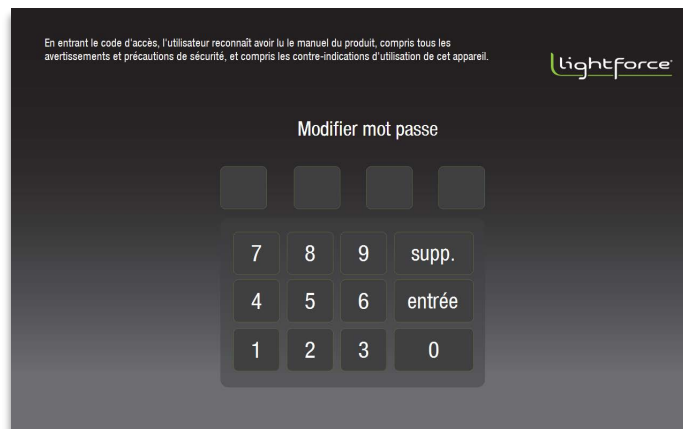 En entrant le code d'accès, l'utilisateur reconnaît avoir lu le manuel du produit, compris tous les
avertissements et précautions de sécurité, et compris les contre-indications d'utilisation de cet appareil.
lightforce
Modifier mot passe
7 8 9 supp.
4 5 6 entrée
1 2 3 0